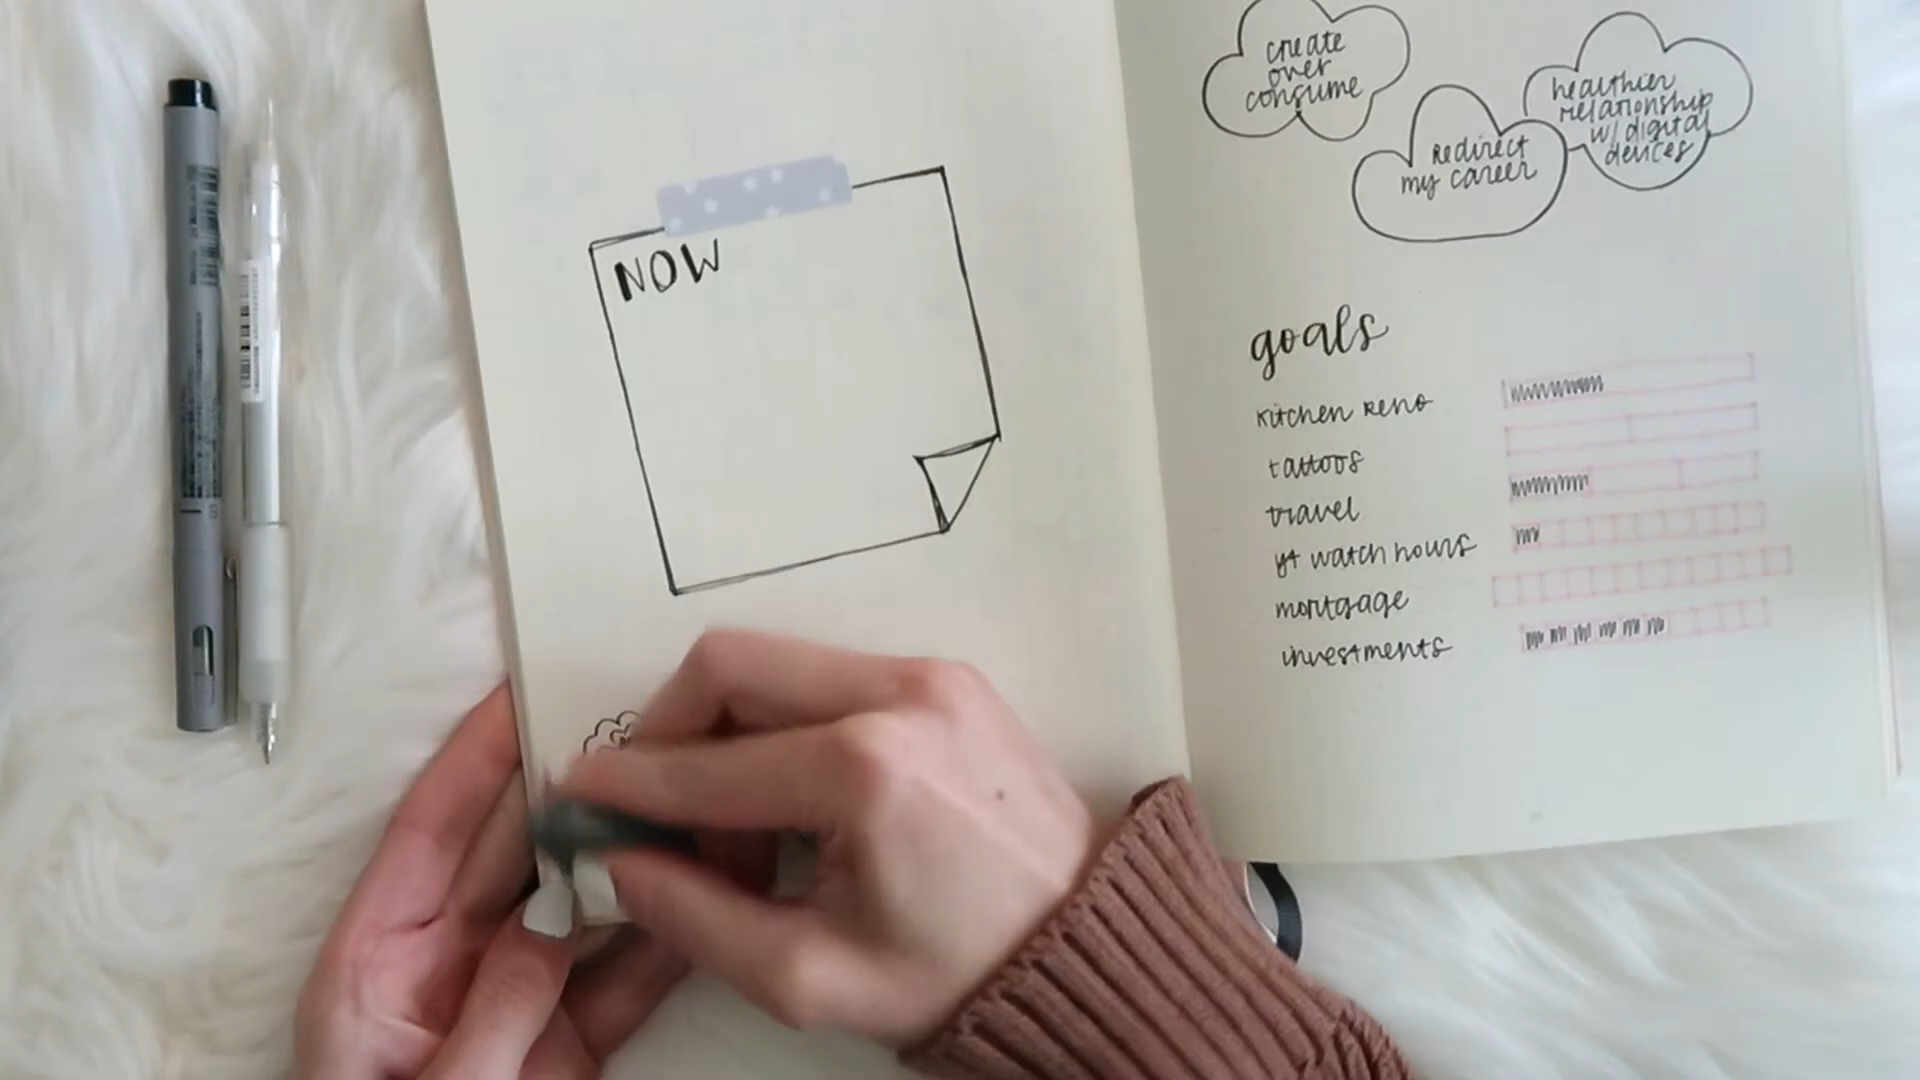 NOW
create
over
consume
Redirect
my career
healthier
relationship
w/ digital
devices
goals
kitchen Reno
tattoos
travel
yt watch hours
mortgage
investments